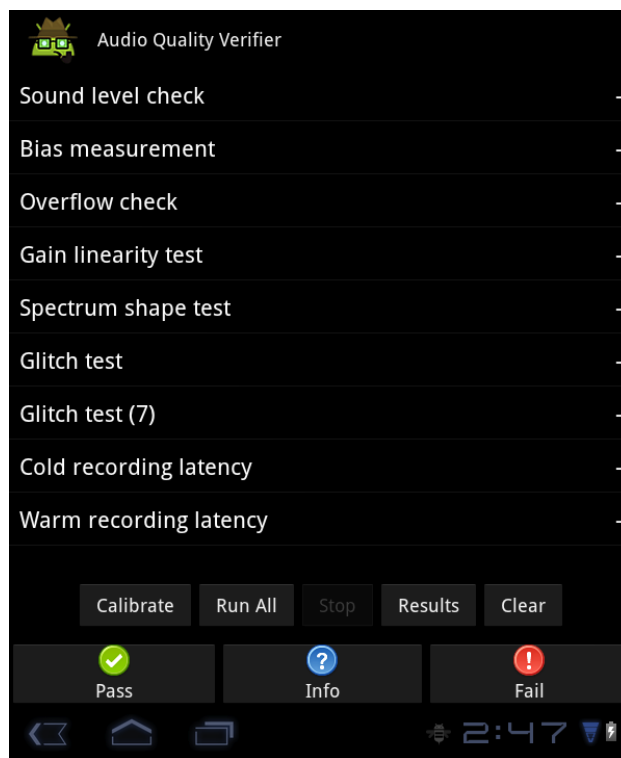 Audio Quality Verifier
Sound level check -
Bias measurement -
Overflow check -
Gain linearity test -
Spectrum shape test -
Glitch test -
Glitch test (7) -
Cold recording latency -
Warm recording latency -
Calibrate Run All Stop Results Clear
Pass Info Fail
2:47